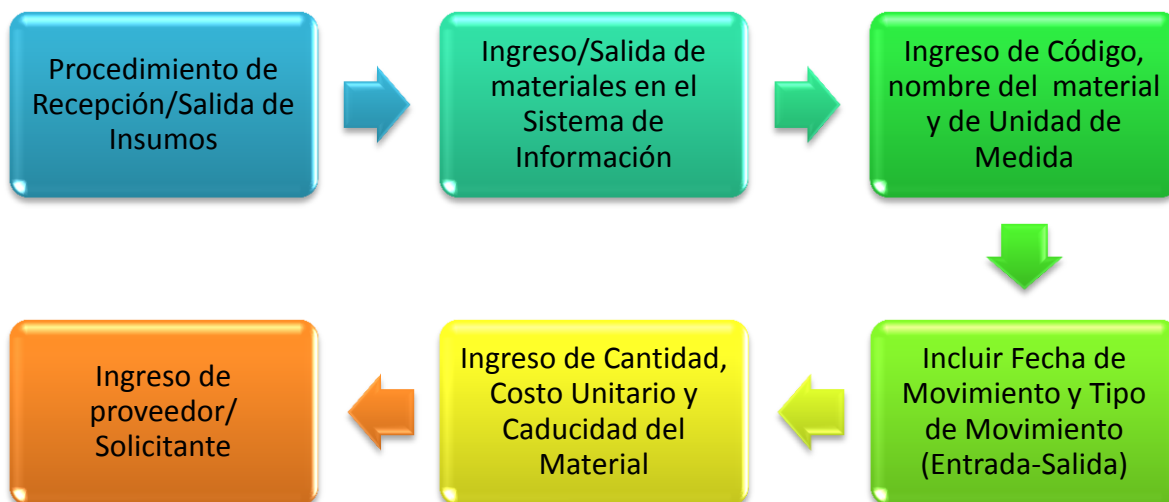 Procedimiento de
Recepción/Salida de
Insumos
Ingreso/Salida de
materiales en el
Sistema de
Información
Ingreso de Código,
nombre del material
y de Unidad de
Medida
Incluir Fecha de
Movimiento y Tipo
de Movimiento
(Entrada-Salida)
Ingreso de Cantidad,
Costo Unitario y
Caducidad del
Material
Ingreso de
proveedor/
Solicitante